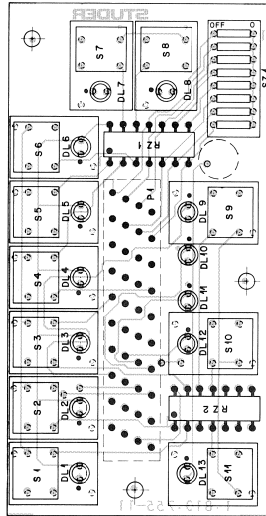 STUDER
OFF O
S7
S8
DL7
DL8
S6
DL6
RZ1
S5
DL5
P1
DL9
S9
S4
DL4
DL10
S3
DL3
DL11
DL12
S10
S2
DL2
RZ2
S1
DL1
DL13
S11